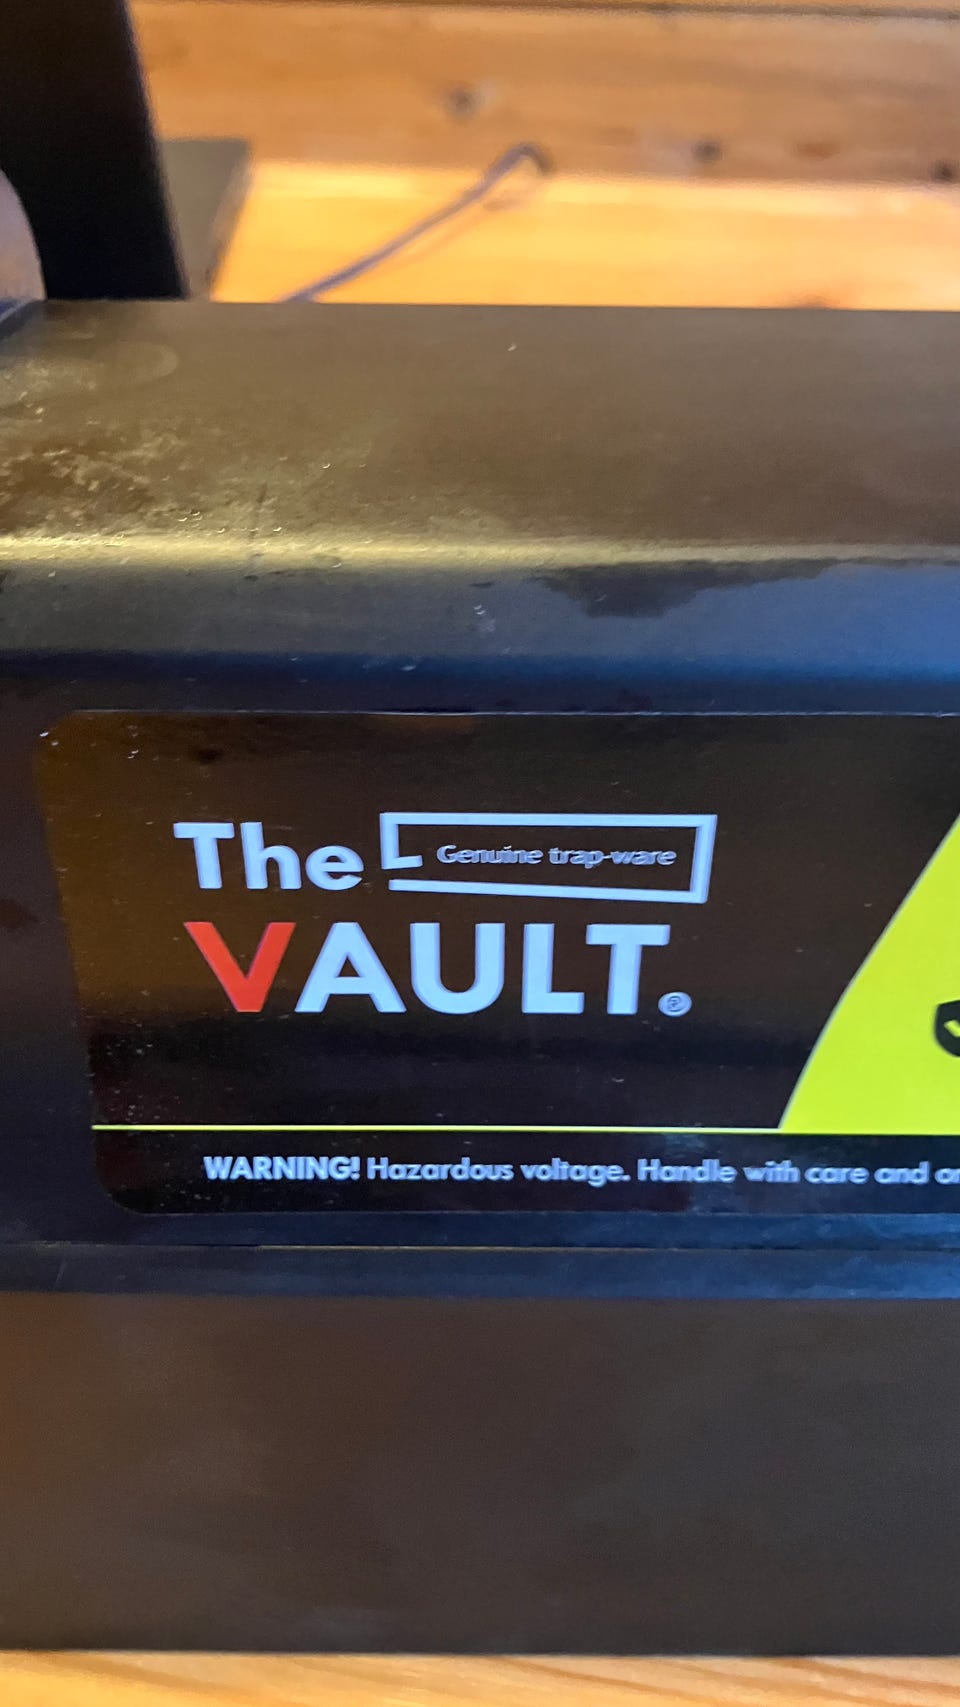 The
Genuine trap-ware
VAULT.®
WARNING! Hazardous voltage. Handle with care and